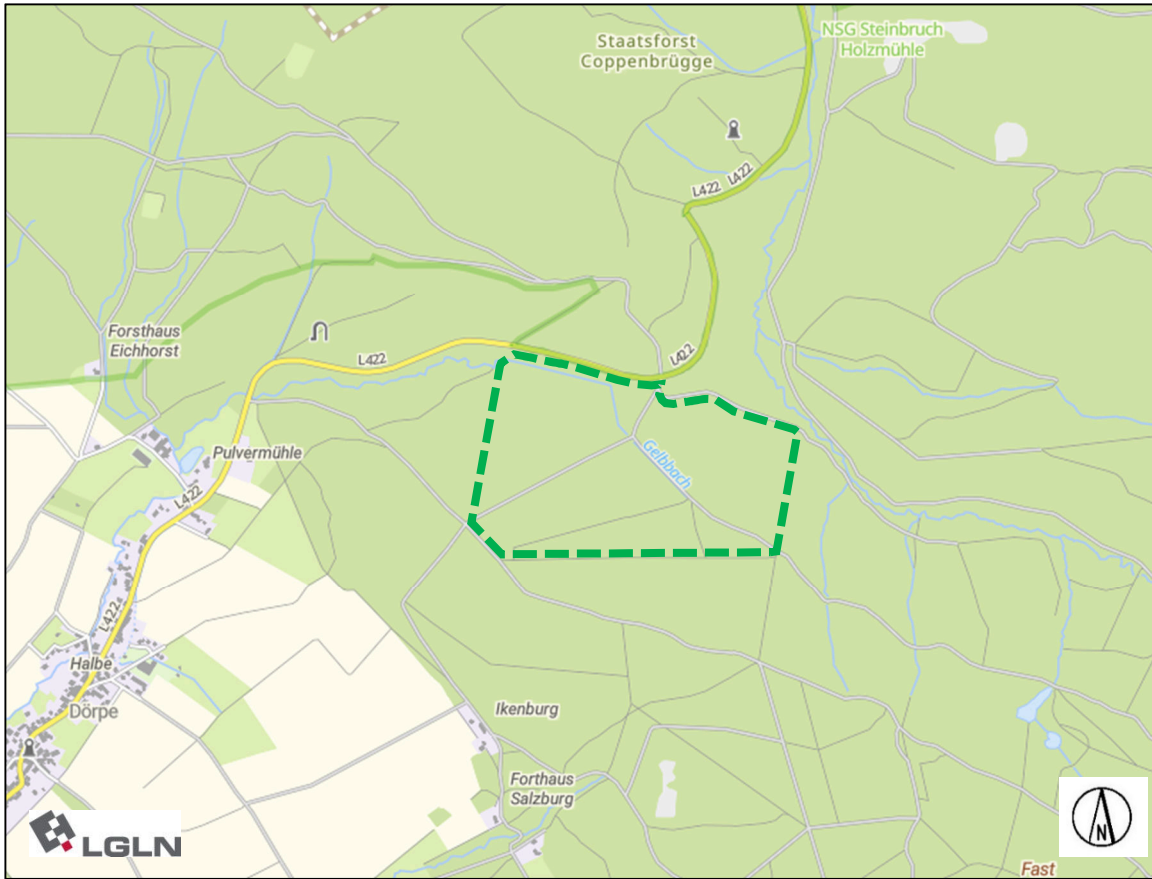 Staatsforst
Coppenbrügge
NSG Steinbruch
Holzmühle
L422
L422
L422
L422
Forsthaus
Eichhorst
Pulvermühle
Gelbbach
L422
L422
Halbe
Dörpe
Ikenburg
Forthaus
Salzburg
LGLN
N
Fast